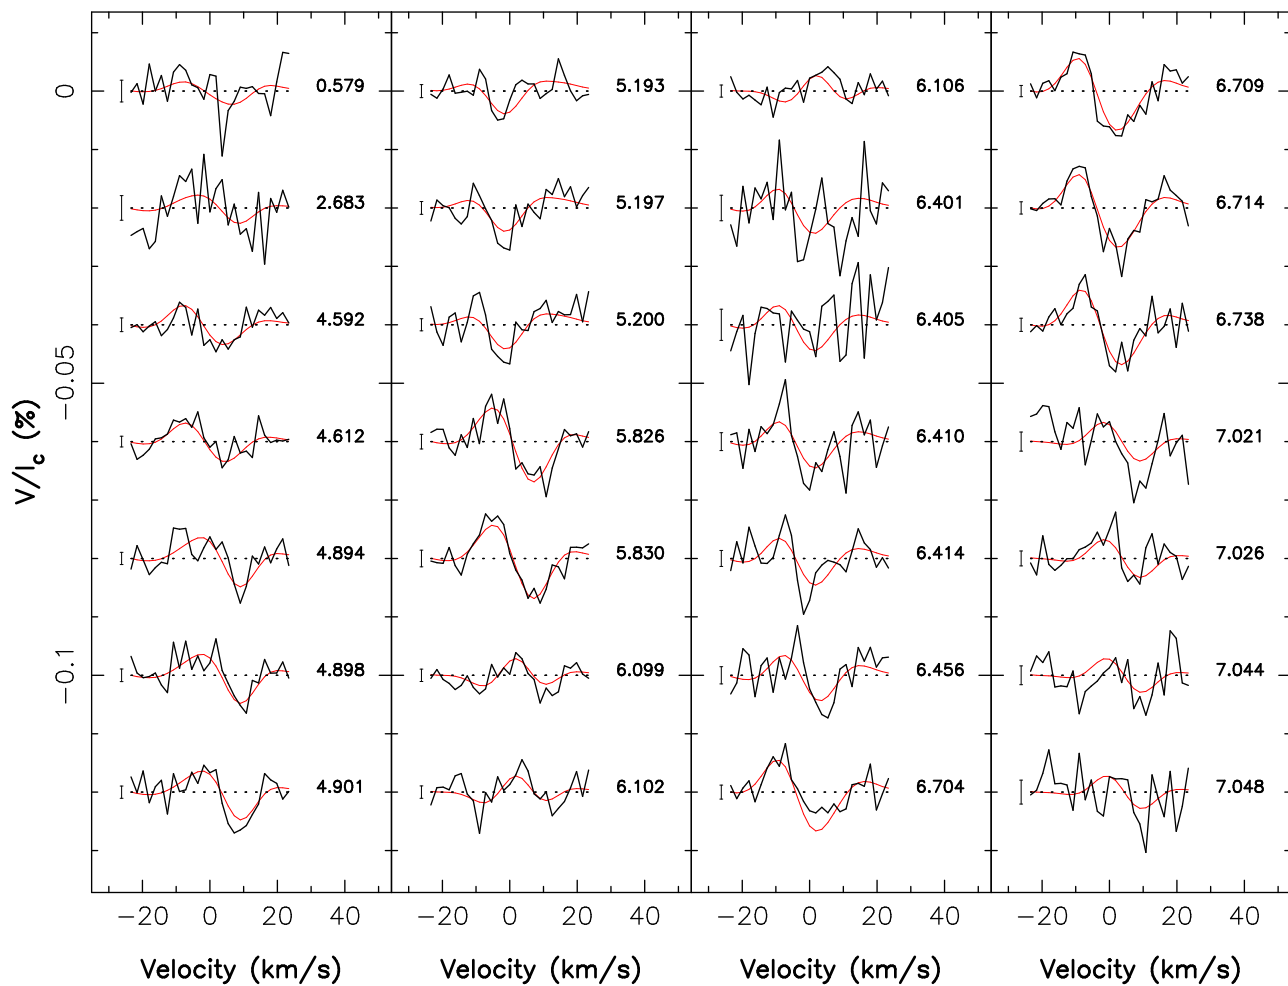 0 0.579 5.193 6.106 6.709
2.683 5.197 6.401 6.714
4.592 5.200 6.405 6.738
−0.05
4.612 5.826 6.410 7.021
V/Ic (%)
4.894 5.830 6.414 7.026
−0.1 4.898 6.099 6.456 7.044
4.901 6.102 6.704 7.048
−20 0 20 40 −20 0 20 40 −20 0 20 40 −20 0 20 40
Velocity (km/s) Velocity (km/s) Velocity (km/s) Velocity (km/s)